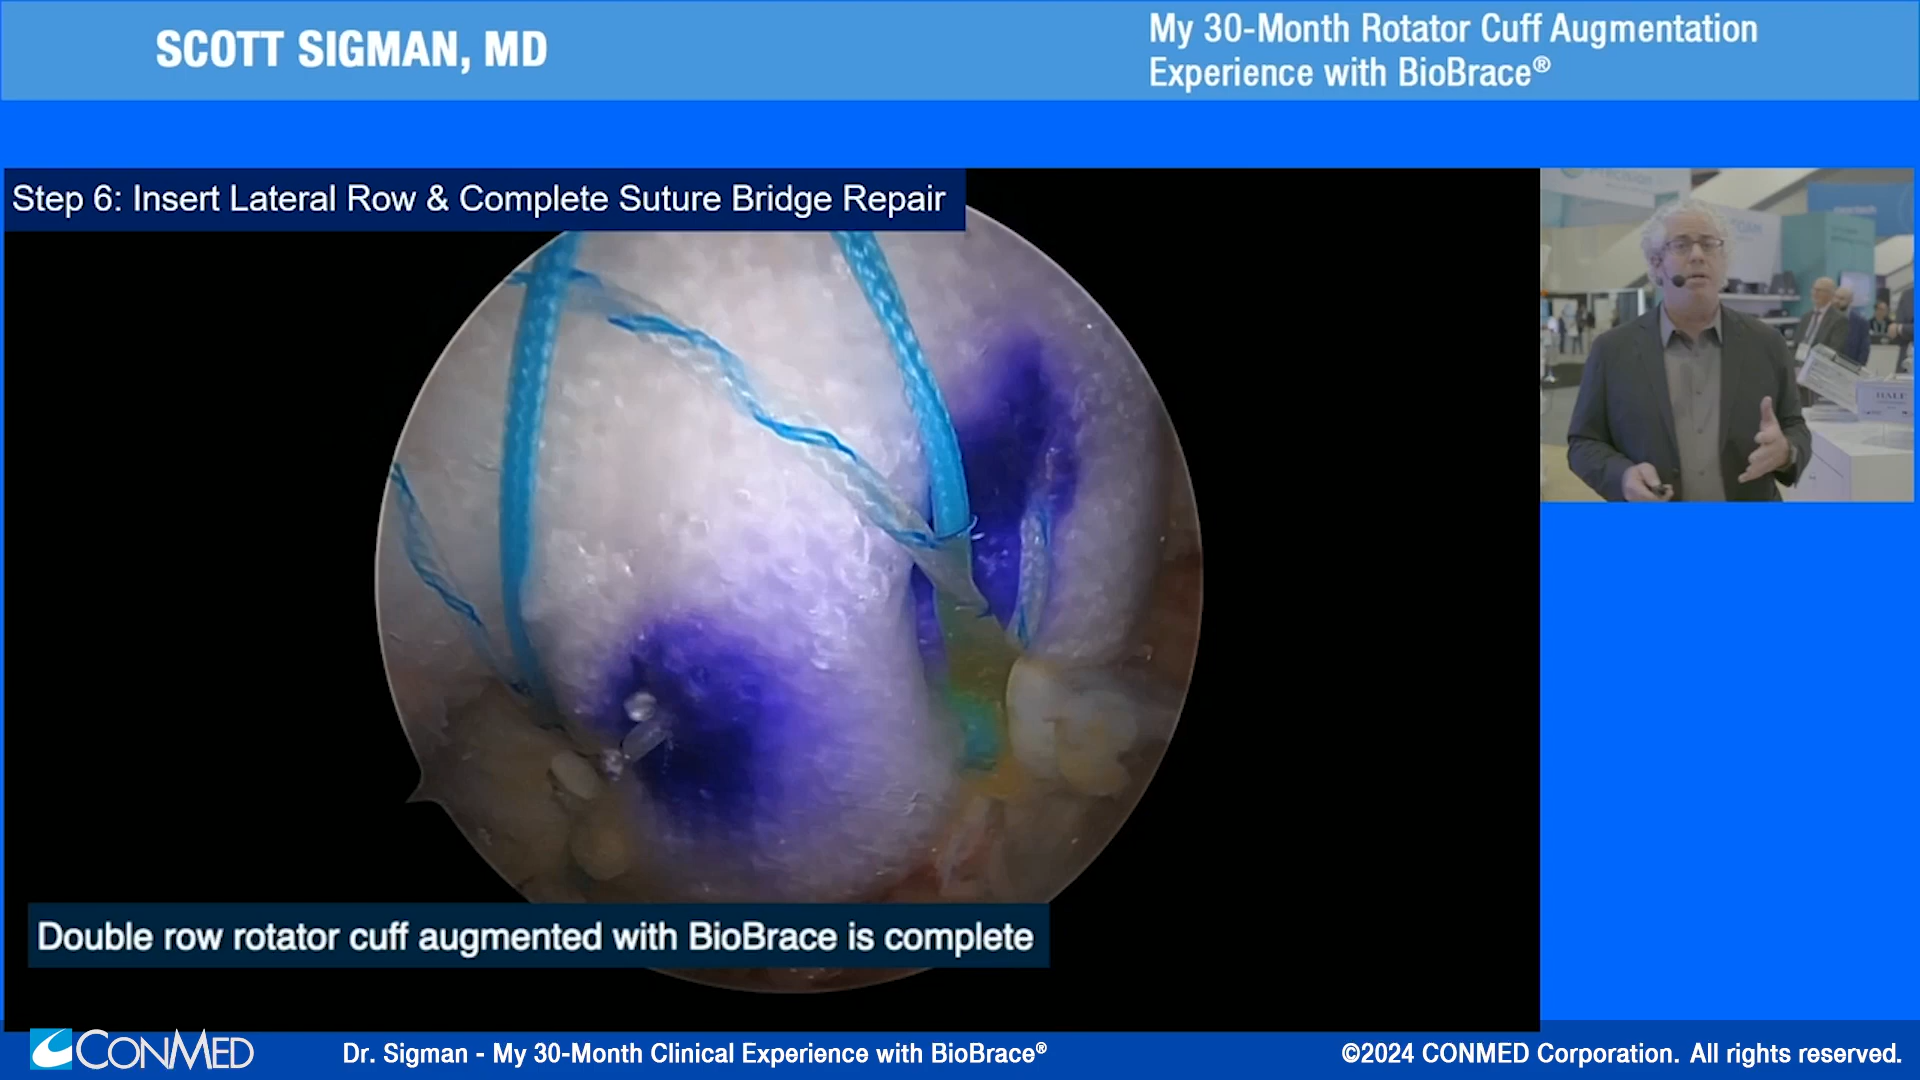 SCOTT SIGMAN, MD
My 30-Month Rotator Cuff Augmentation
Experience with BioBrace®
Step 6: Insert Lateral Row & Complete Suture Bridge Repair
Double row rotator cuff augmented with BioBrace is complete
CONMED
Dr. Sigman - My 30-Month Clinical Experience with BioBrace®
©2024 CONMED Corporation. All rights reserved.